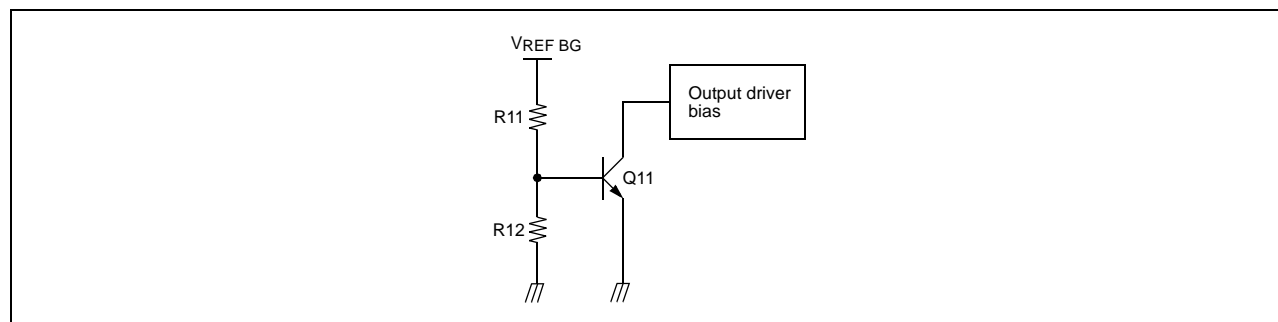 VREF BG
R11
Output driver
bias
Q11
R12